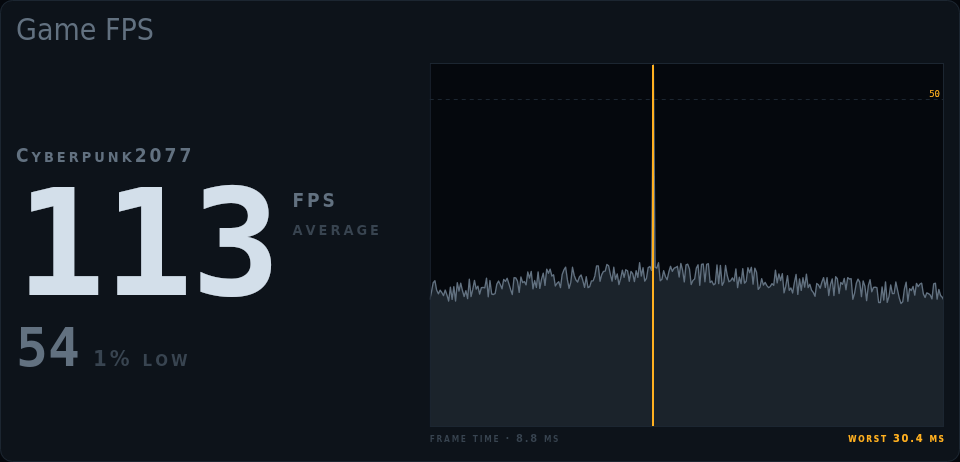 Game FPS
Cyberpunk2077
113 FPS
AVERAGE
54 1% LOW
50
FRAME TIME · 8.8 MS
WORST 30.4 MS